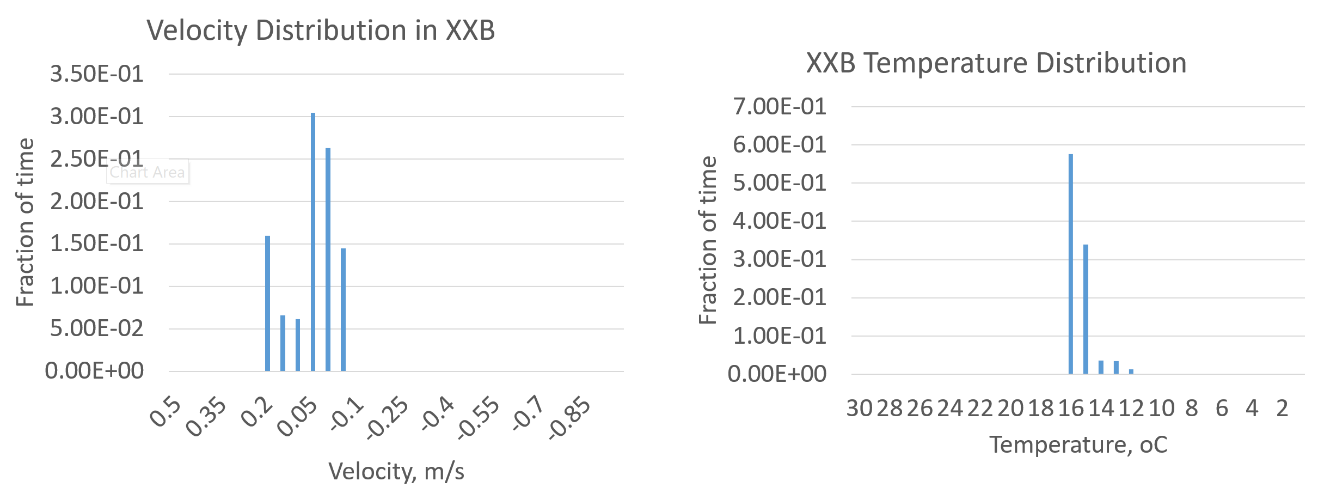 Velocity Distribution in XXB
3.50E-01
3.00E-01
2.50E-01
2.00E-01
1.50E-01
1.00E-01
5.00E-02
0.00E+00
Fraction of time
Chart Area
0.5 0.35 0.2 0.05 -0.1 -0.25 -0.4 -0.55 -0.7 -0.85
Velocity, m/s
XXB Temperature Distribution
7.00E-01
6.00E-01
5.00E-01
4.00E-01
3.00E-01
2.00E-01
1.00E-01
0.00E+00
Fraction of time
30 28 26 24 22 20 18 16 14 12 10 8 6 4 2
Temperature, oC